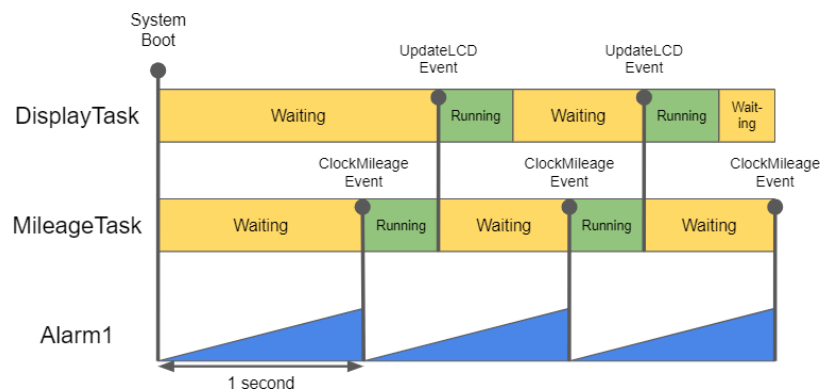 System
Boot
UpdateLCD
Event
UpdateLCD
Event
DisplayTask
Waiting
Running
Waiting
Running
Wait-
ing
ClockMileage
Event
ClockMileage
Event
ClockMileage
Event
MileageTask
Waiting
Running
Waiting
Running
Waiting
Alarm1
1 second